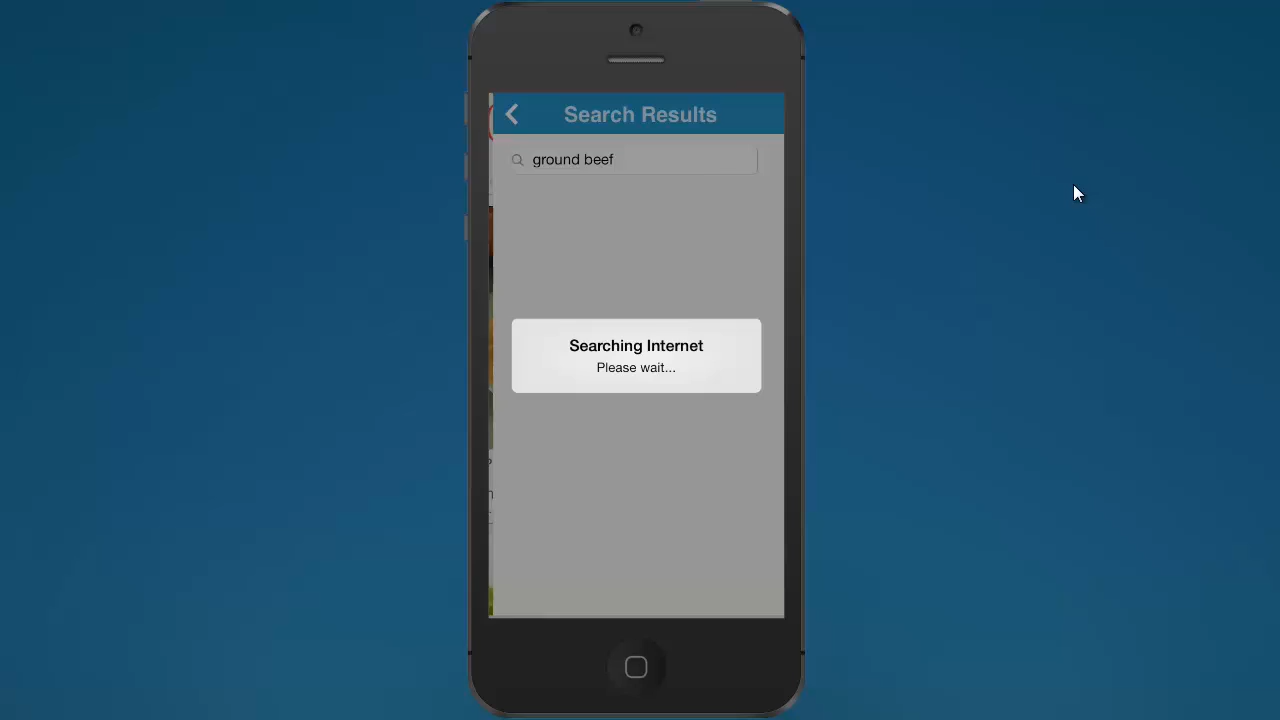 Search Results
ground beef
Searching Internet
Please wait...